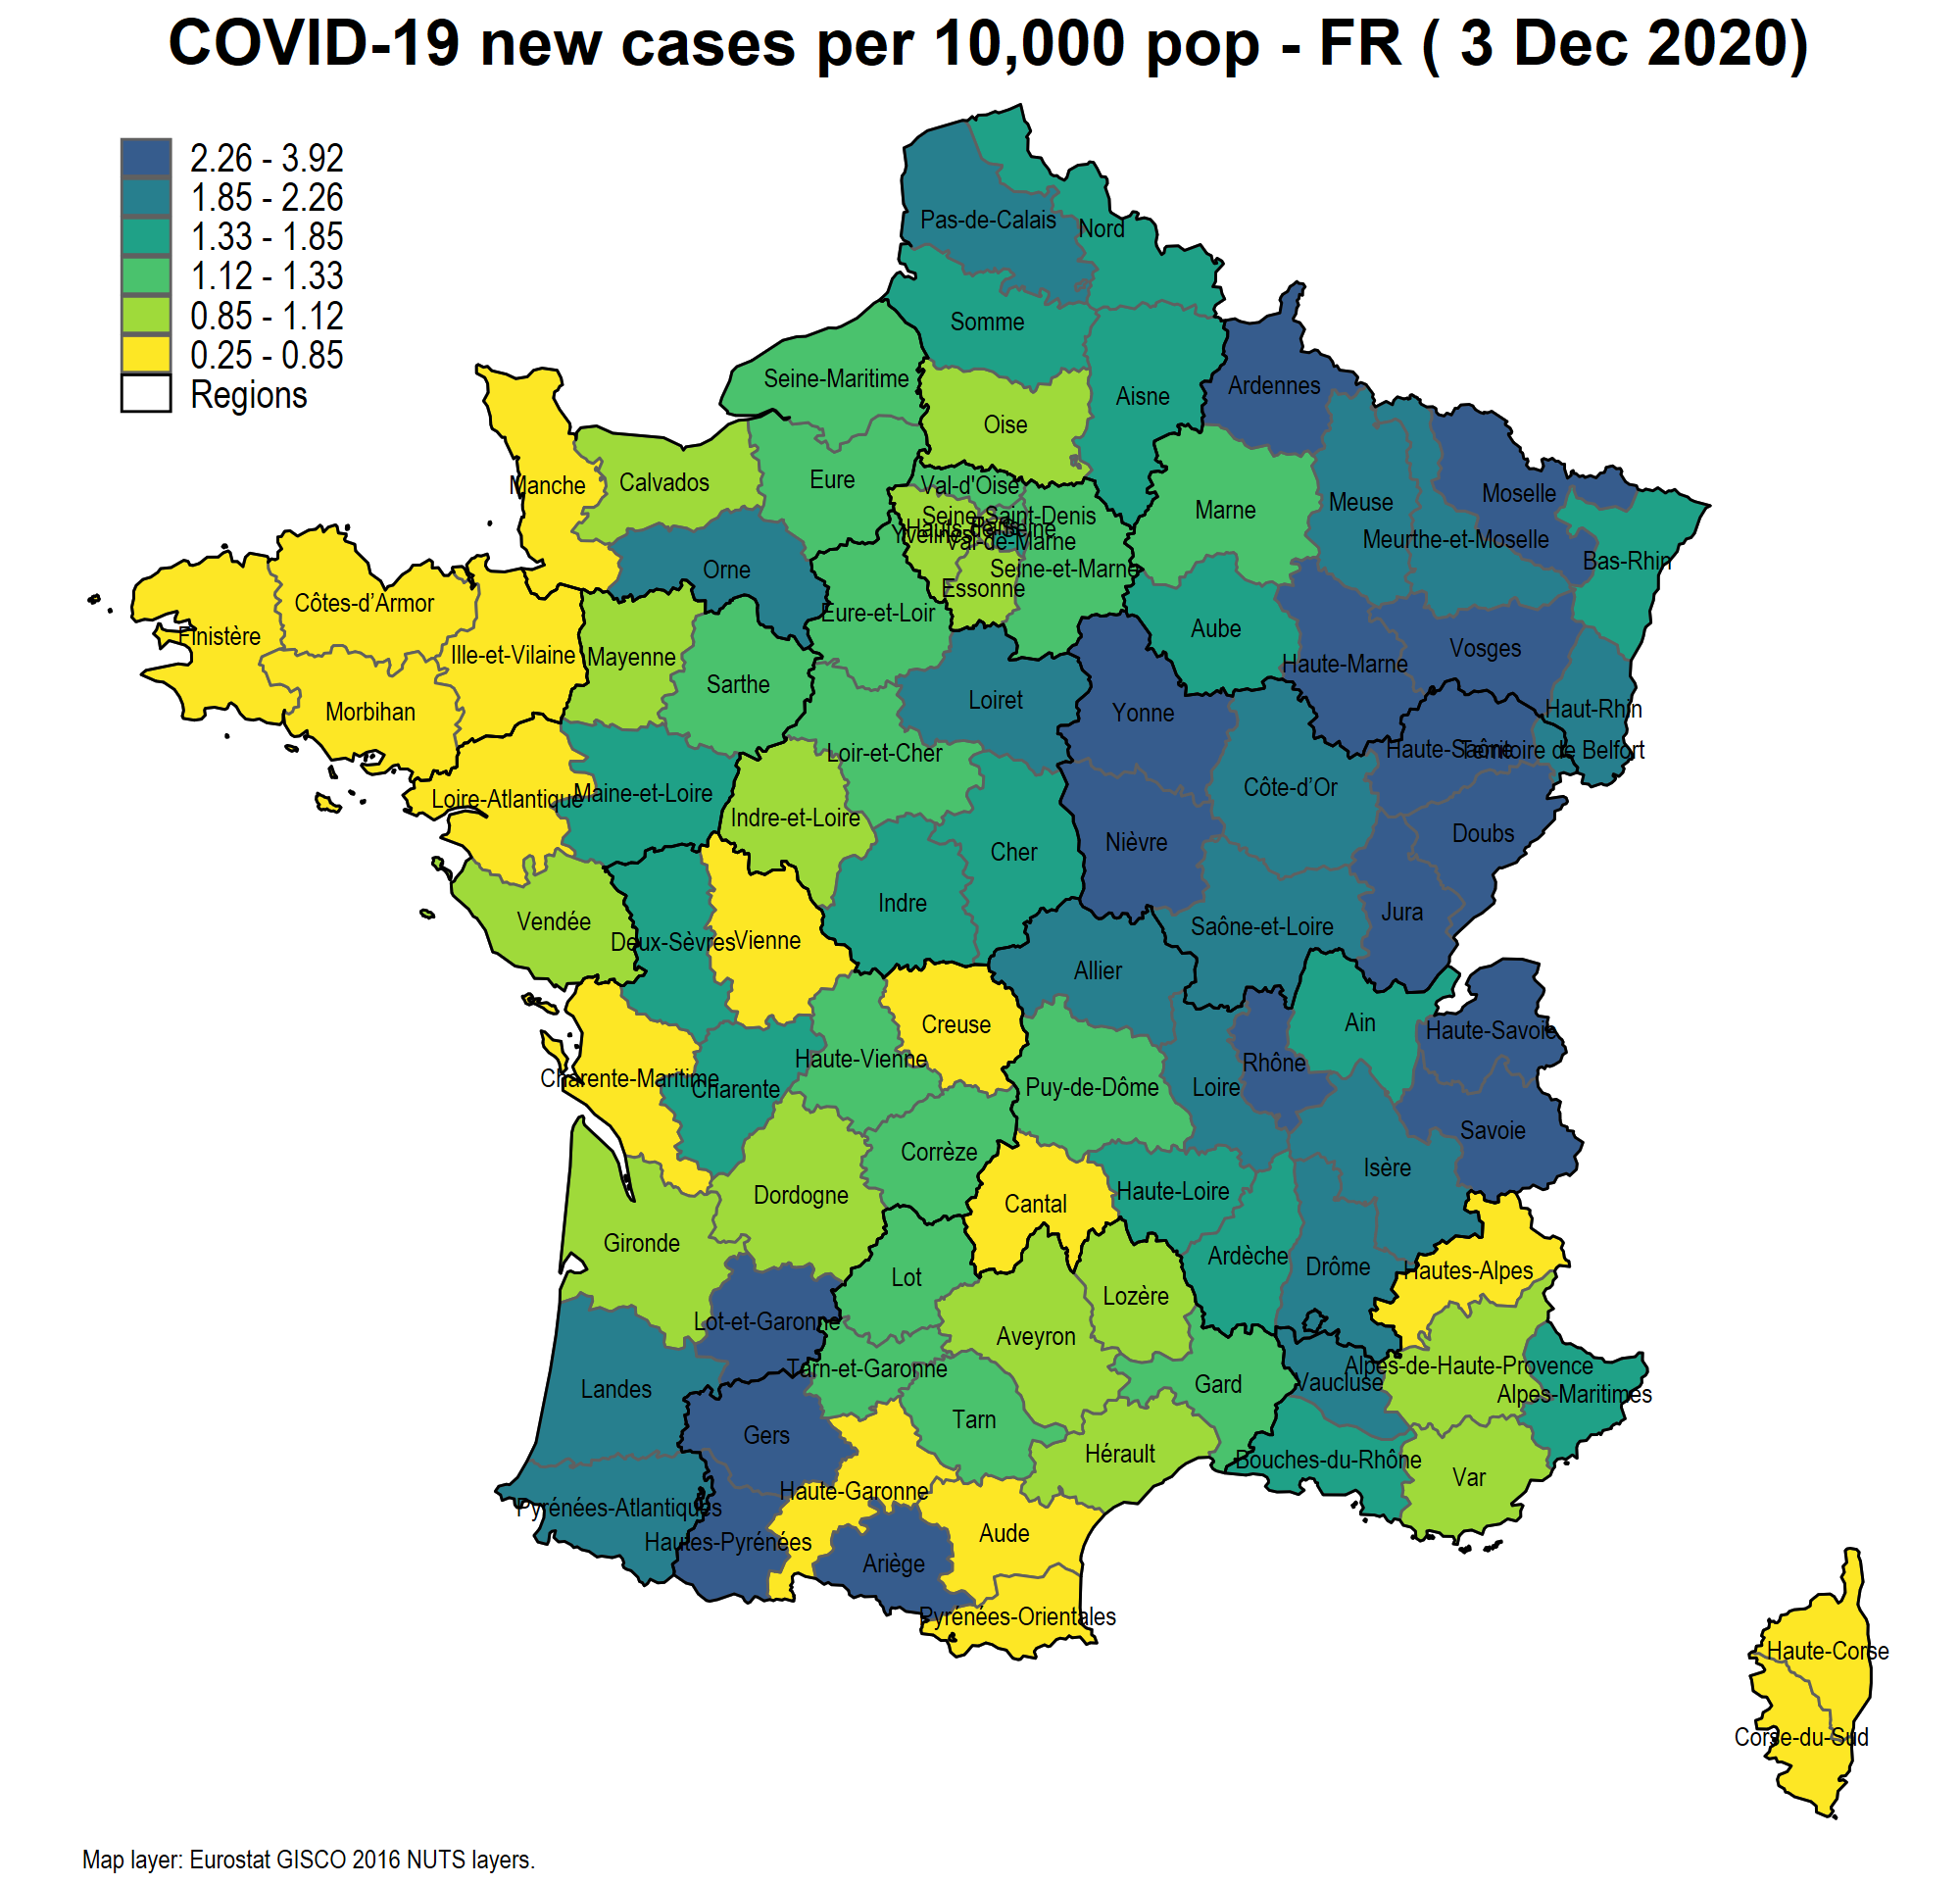 COVID-19 new cases per 10,000 pop - FR ( 3 Dec 2020)
2.26 - 3.92
1.85 - 2.26
1.33 - 1.85
1.12 - 1.33
0.85 - 1.12
0.25 - 0.85
Regions
Pas-de-Calais
Nord
Somme
Seine-Maritime
Ardennes
Aisne
Oise
Manche
Calvados
Eure
Val-d'Oise
Moselle
Marne
Meuse
Seine-Saint-Denis
Meurthe-et-Moselle
Val-de-Marne
Bas-Rhin
Seine-et-Marne
Orne
Essonne
Côtes-d’Armor
Eure-et-Loir
Finistère
Aube
Ille-et-Vilaine
Mayenne
Vosges
Haute-Marne
Sarthe
Loiret
Morbihan
Yonne
Haut-Rhin
Loir-et-Cher
Haute-Saône
Territoire de Belfort
Côte-d’Or
Loire-Atlantique
Maine-et-Loire
Indre-et-Loire
Doubs
Nièvre
Cher
Indre
Jura
Vendée
Saône-et-Loire
Deux-Sèvres
Vienne
Allier
Ain
Creuse
Haute-Savoie
Haute-Vienne
Rhône
Charente-Maritime
Charente
Puy-de-Dôme
Loire
Savoie
Corrèze
Isère
Dordogne
Haute-Loire
Cantal
Gironde
Ardèche
Drôme
Hautes-Alpes
Lot
Lozère
Lot-et-Garonne
Aveyron
Tarn-et-Garonne
Alpes-de-Haute-Provence
Vaucluse
Gard
Landes
Alpes-Maritimes
Tarn
Gers
Hérault
Bouches-du-Rhône
Var
Haute-Garonne
Pyrénées-Atlantiques
Aude
Hautes-Pyrénées
Ariège
Pyrénées-Orientales
Haute-Corse
Corse-du-Sud
Map layer: Eurostat GISCO 2016 NUTS layers.